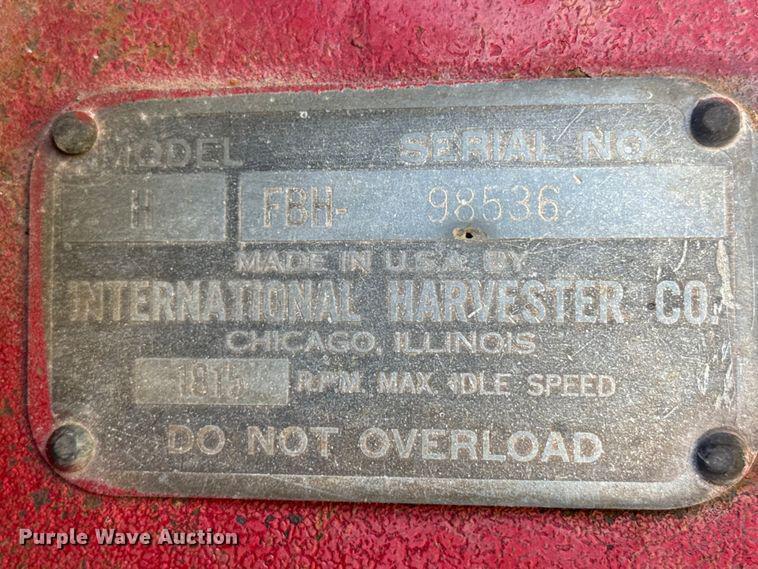 MODEL SERIAL NO.
H FBH- 98536
MADE IN U.S.A. BY
INTERNATIONAL HARVESTER CO.
CHICAGO, ILLINOIS
1815 R.P.M. MAX. IDLE SPEED
DO NOT OVERLOAD
Purple Wave Auction